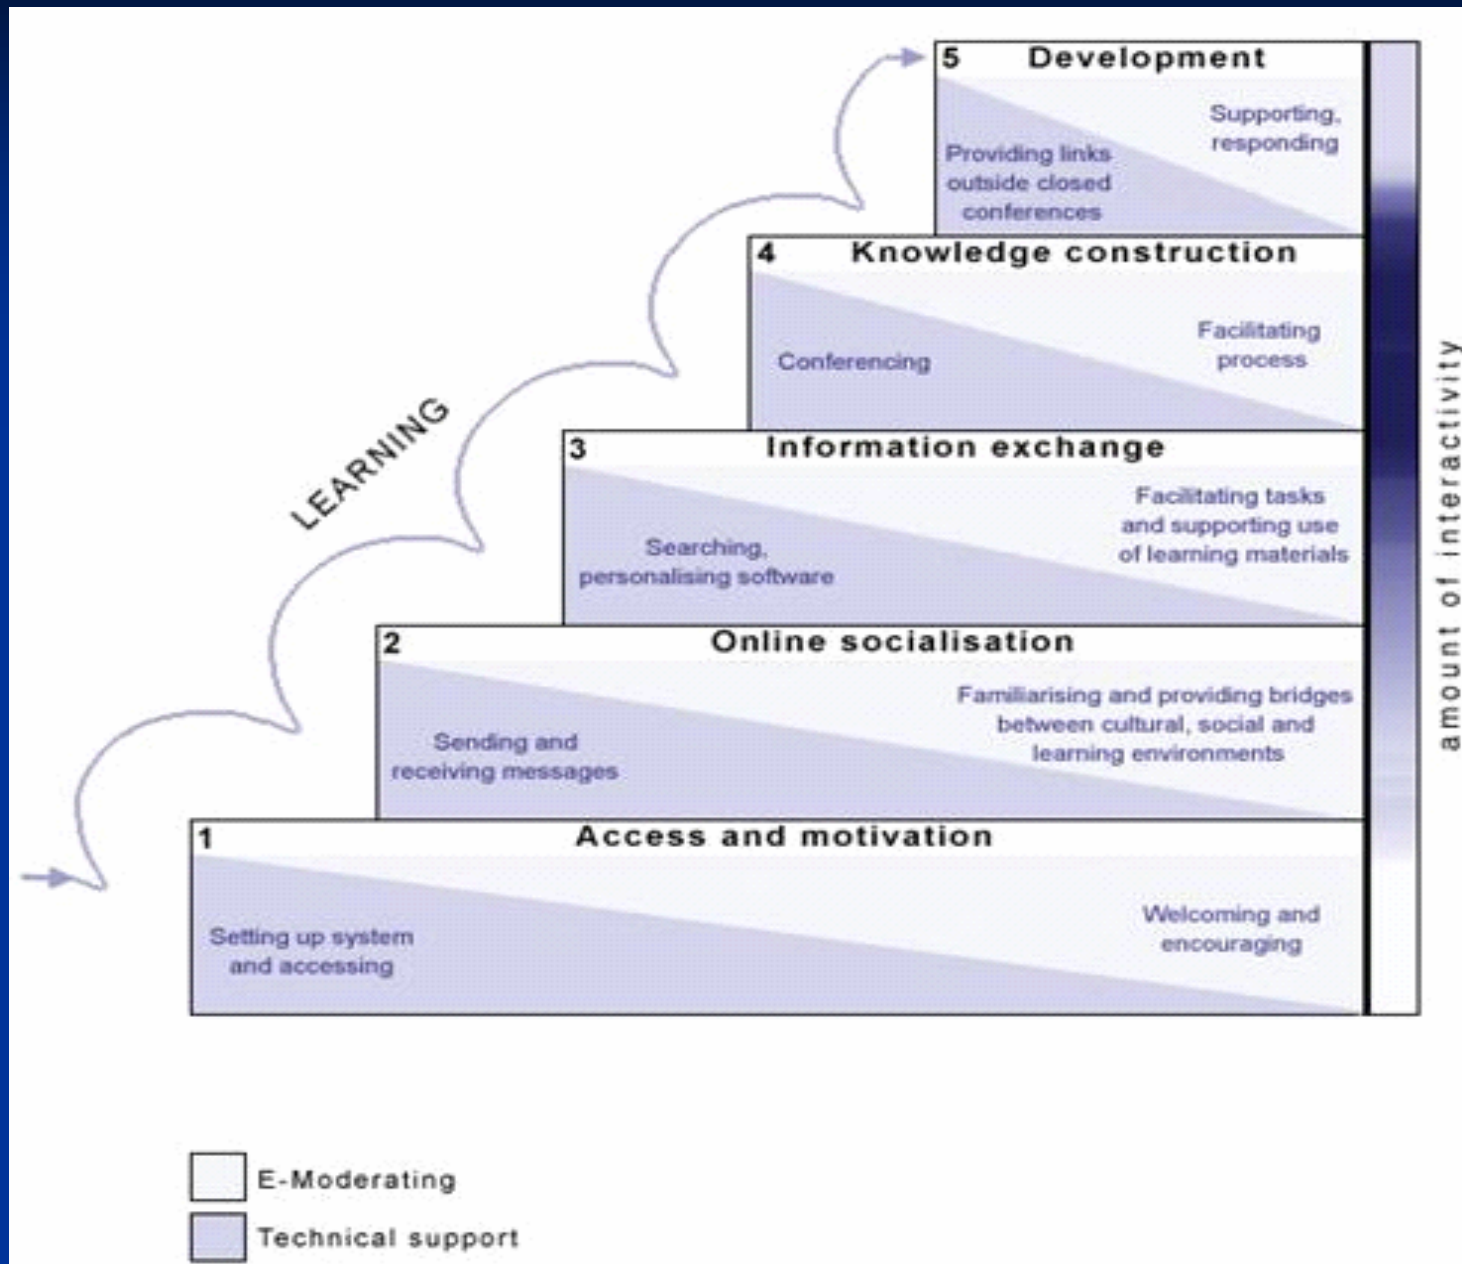 5 Development
Supporting,
responding
Providing links
outside closed
conferences
4 Knowledge construction
Facilitating
process
Conferencing
3 Information exchange
Facilitating tasks
and supporting use
of learning materials
Searching,
personalising software
2 Online socialisation
Familiarising and providing bridges
between cultural, social and
learning environments
Sending and
receiving messages
1 Access and motivation
Welcoming and
encouraging
Setting up system
and accessing
LEARNING
amount of interactivity
E-Moderating
Technical support